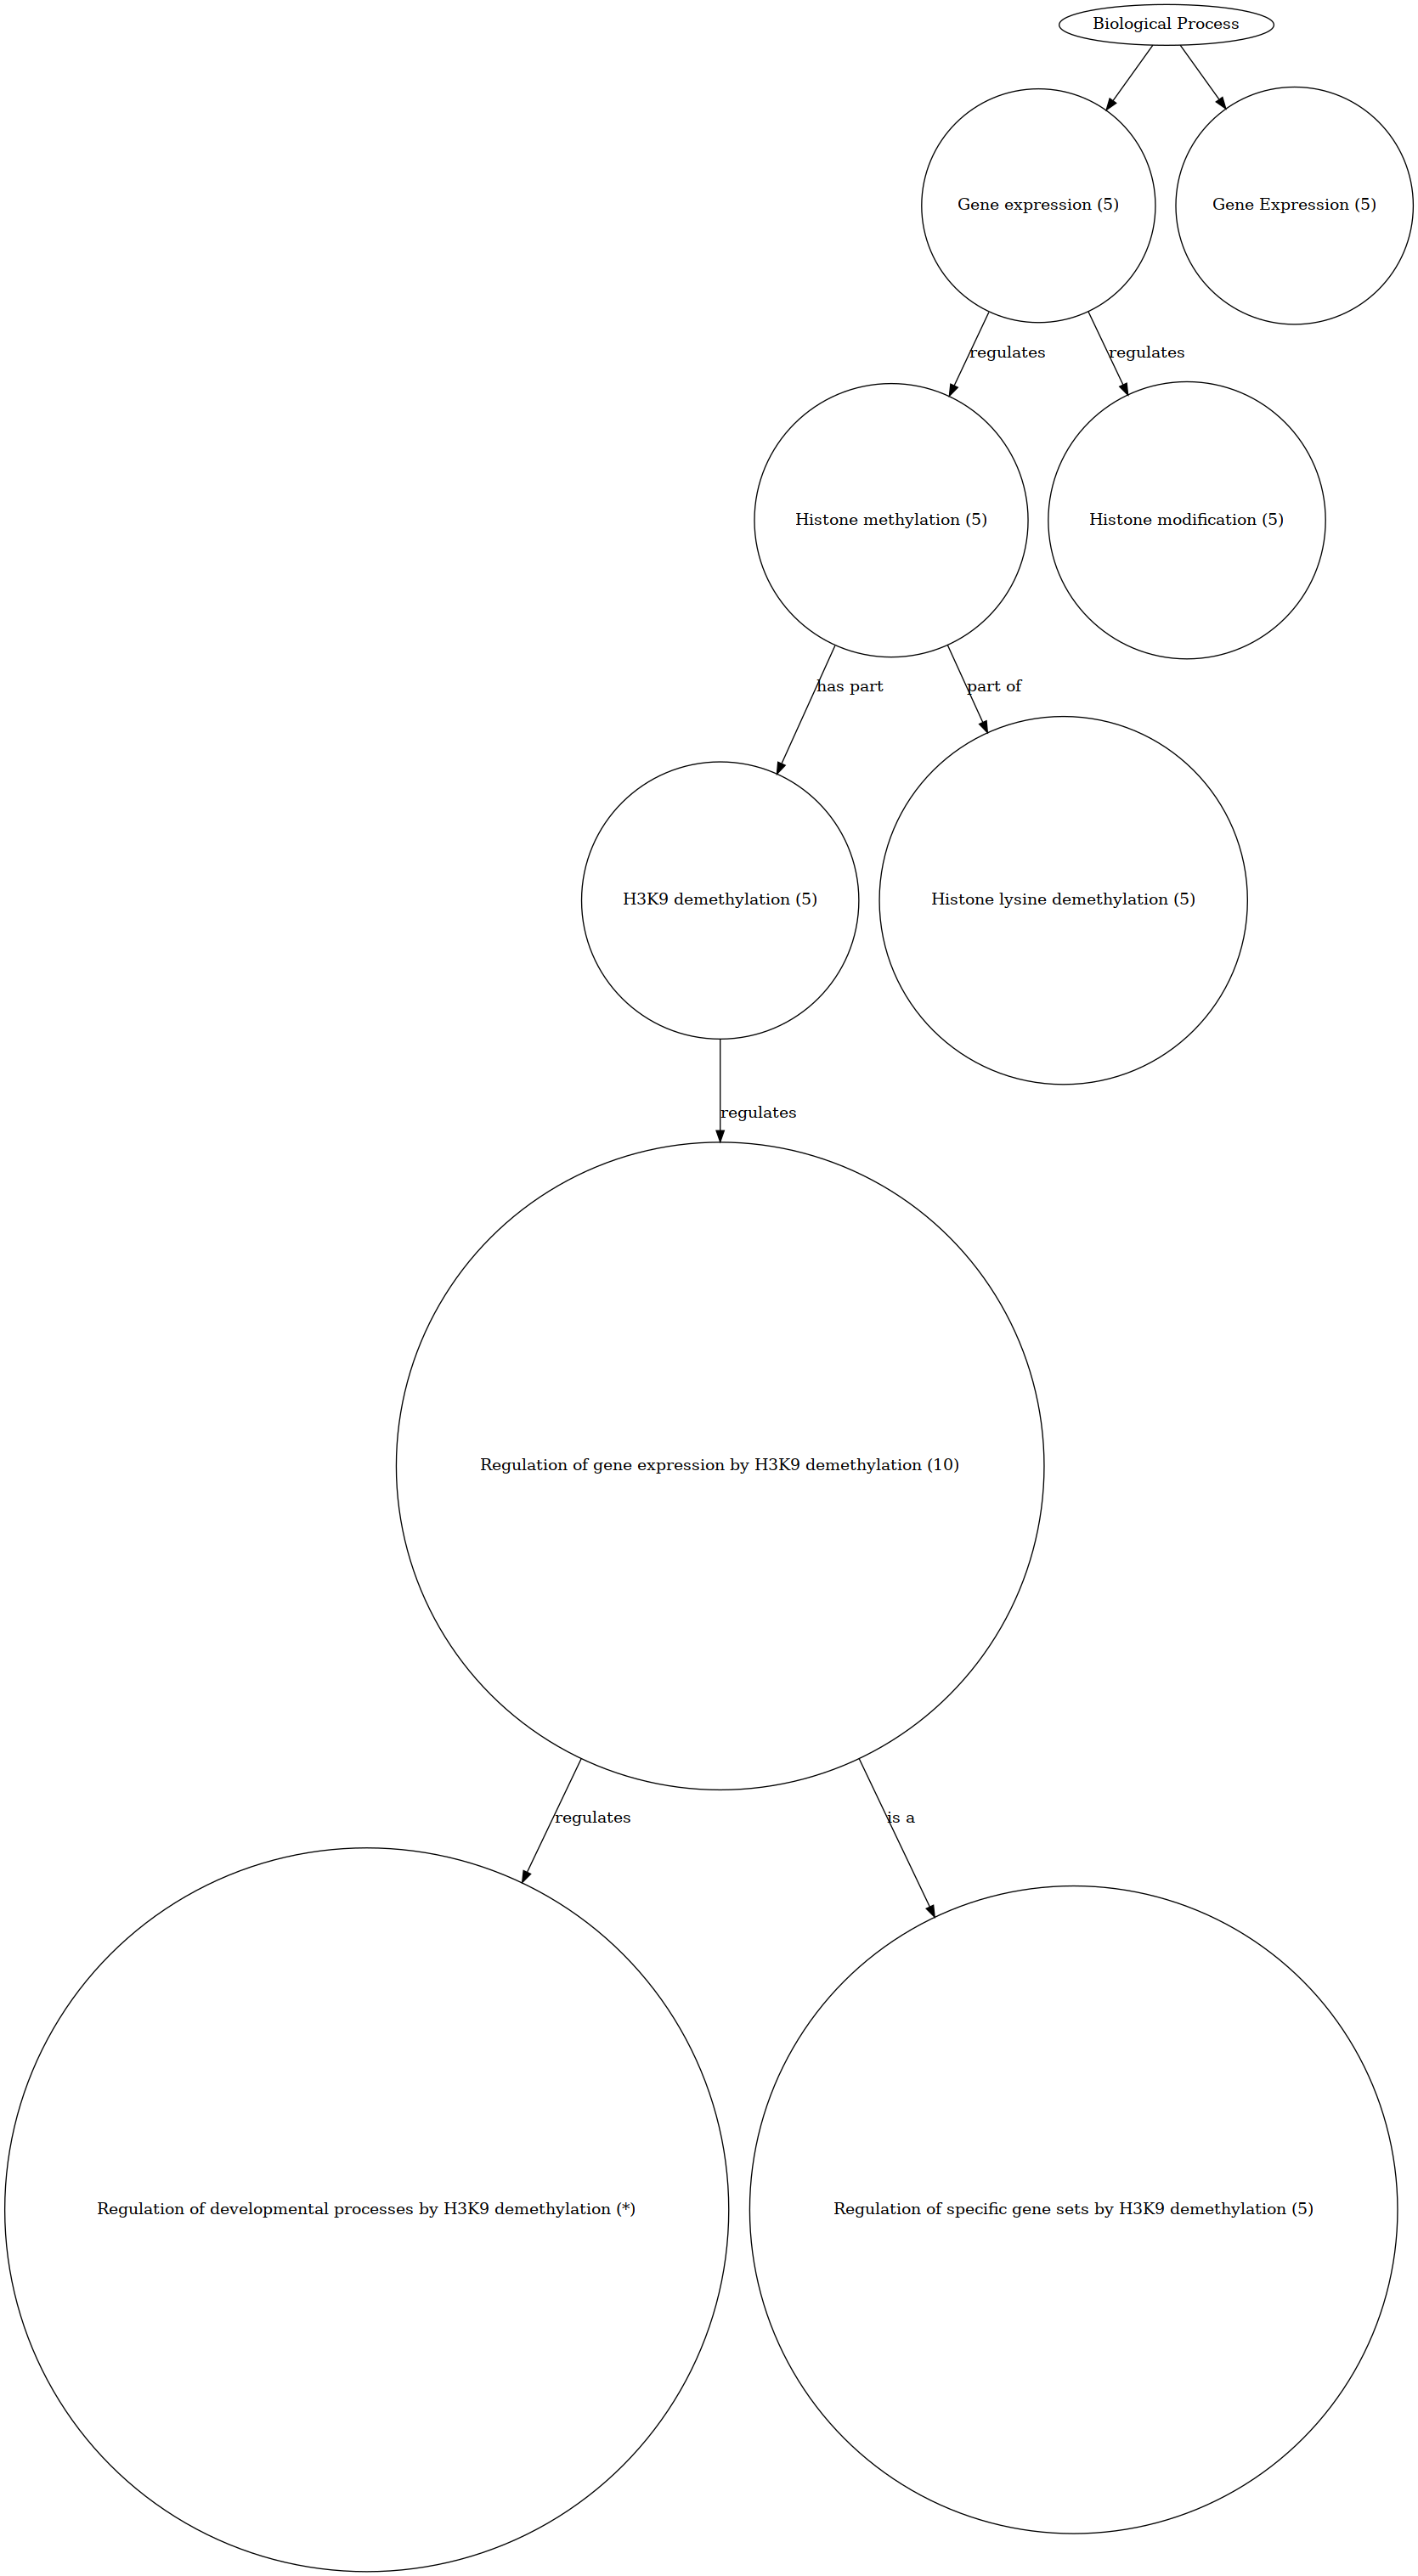 Biological Process
Gene expression (5)
Gene Expression (5)
regulates
regulates
Histone methylation (5)
Histone modification (5)
has part
part of
H3K9 demethylation (5)
Histone lysine demethylation (5)
regulates
Regulation of gene expression by H3K9 demethylation (10)
regulates
is a
Regulation of developmental processes by H3K9 demethylation (*)
Regulation of specific gene sets by H3K9 demethylation (5)